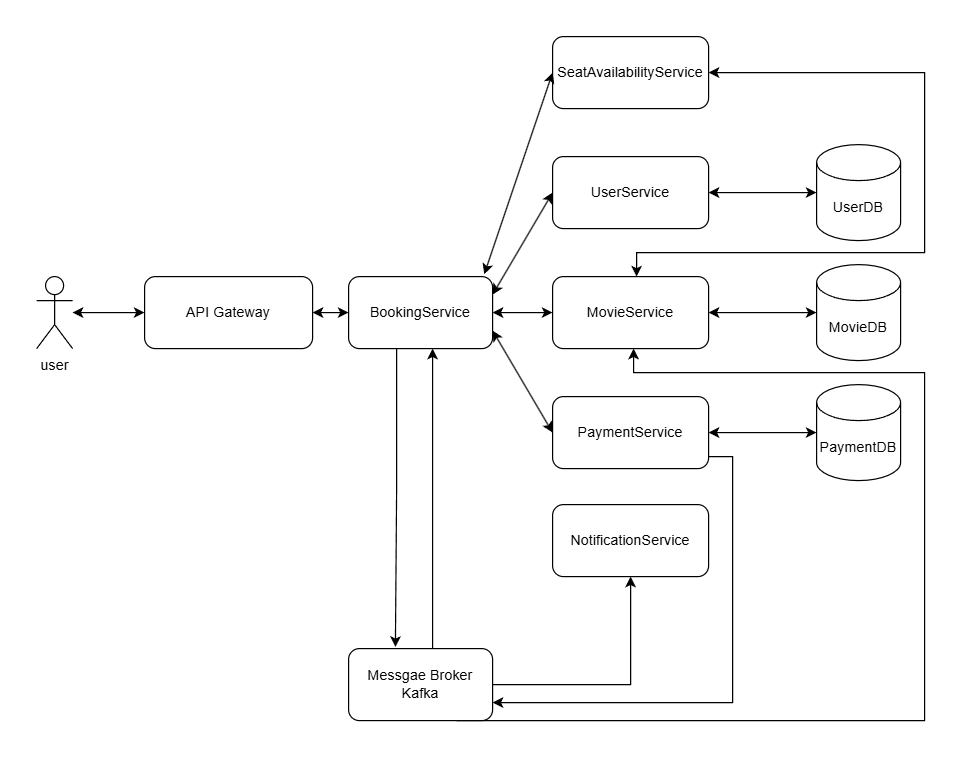 SeatAvailabilityService
UserService
UserDB
user
API Gateway
BookingService
MovieService
MovieDB
PaymentService
PaymentDB
NotificationService
Messgae Broker
Kafka